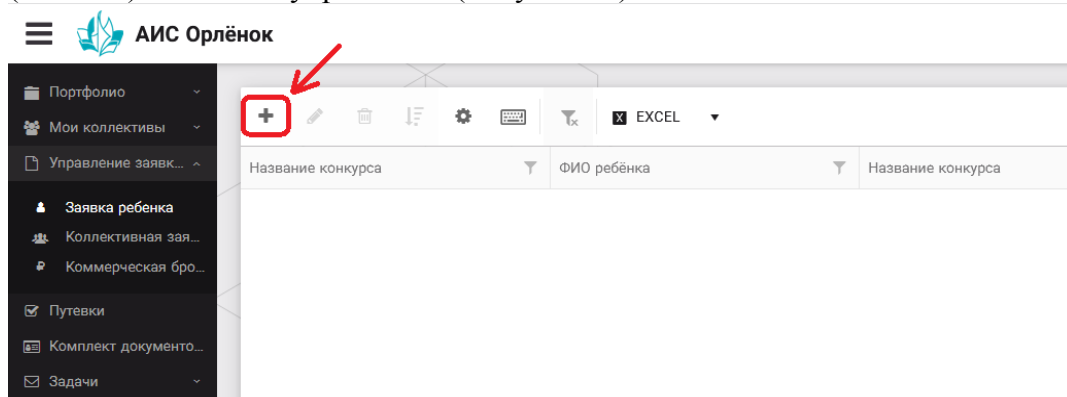 АИС Орлёнок
Портфолио
Мои коллективы
Управление заявк...
Заявка ребенка
Коллективная зая...
Коммерческая бро...
Путевки
Комплект документо...
Задачи
EXCEL
Название конкурса
ФИО ребёнка
Название конкурса